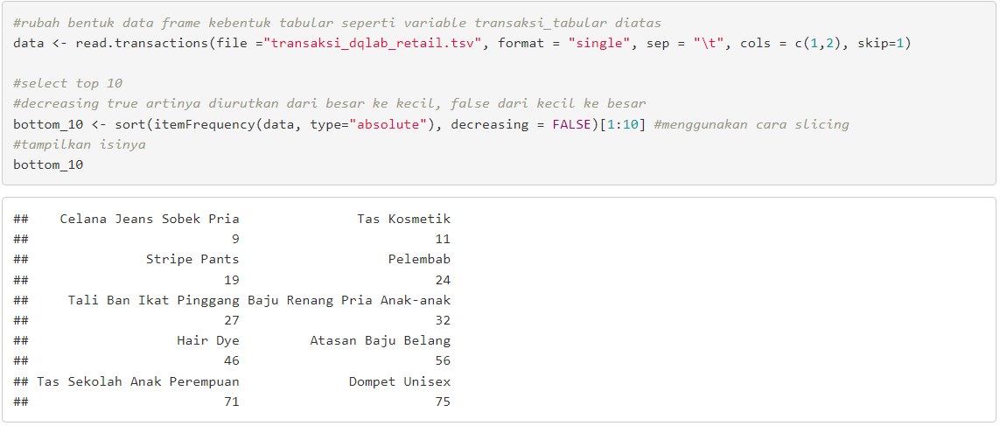 #rubah bentuk data frame kebentuk tabular seperti variable transaksi_tabular diatas
data <- read.transactions(file ="transaksi_dqlab_retail.tsv", format = "single", sep = "\t", cols = c(1,2), skip=1)
#select top 10
#decreasing true artinya diurutkan dari besar ke kecil, false dari kecil ke besar
bottom_10 <- sort(itemFrequency(data, type="absolute"), decreasing = FALSE)[1:10] #menggunakan cara slicing
#tampilkan isinya
bottom_10
##    Celana Jeans Sobek Pria               Tas Kosmetik
##                          9                         11
##               Stripe Pants                   Pelembab
##                         19                         24
##     Tali Ban Ikat Pinggang Baju Renang Pria Anak-anak
##                         27                         32
##                   Hair Dye         Atasan Baju Belang
##                         46                         56
## Tas Sekolah Anak Perempuan              Dompet Unisex
##                         71                         75